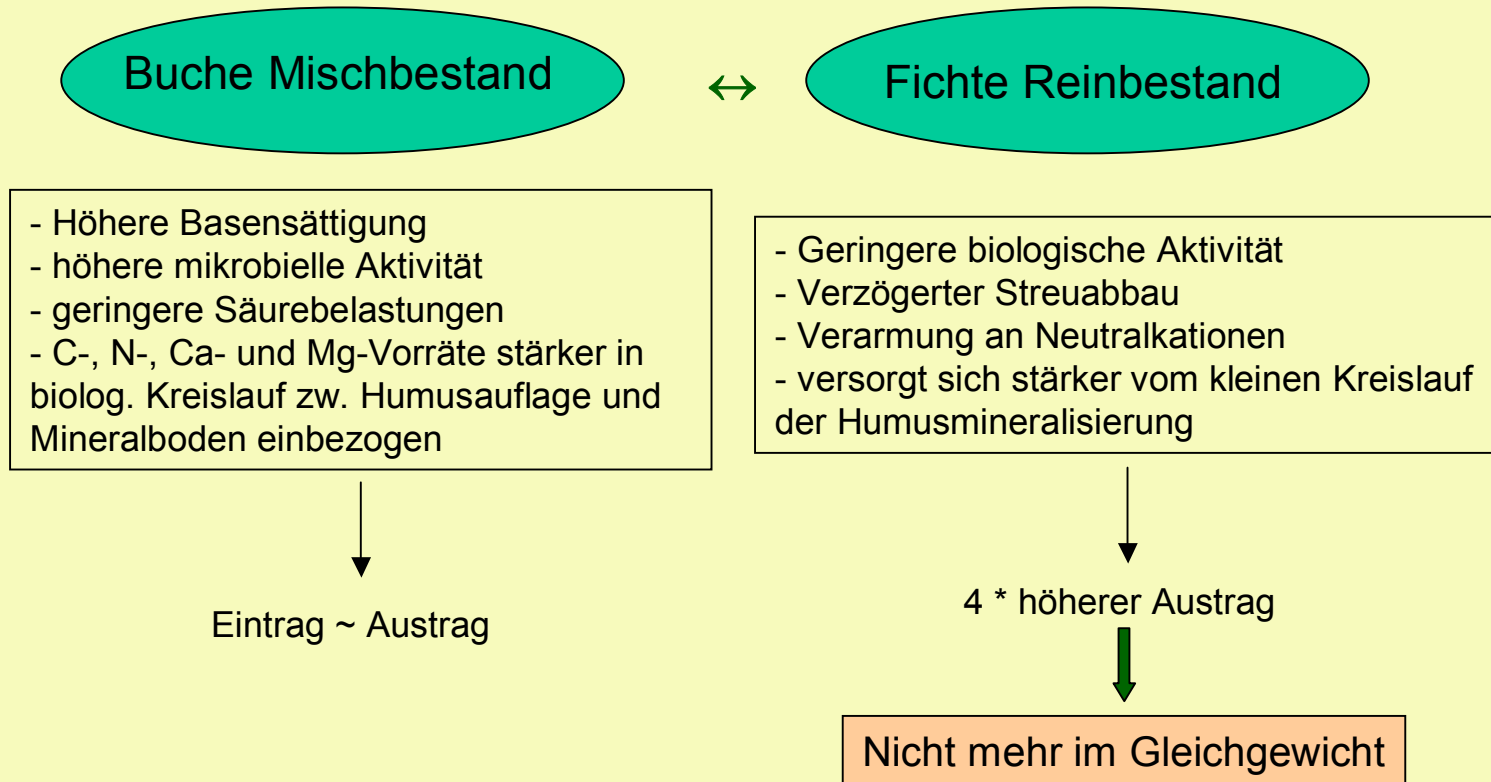 Buche Mischbestand
↔
Fichte Reinbestand
- Höhere Basensättigung
- höhere mikrobielle Aktivität
- geringere Säurebelastungen
- C-, N-, Ca- und Mg-Vorräte stärker in
biolog. Kreislauf zw. Humusauflage und
Mineralboden einbezogen
- Geringere biologische Aktivität
- Verzögerter Streuabbau
- Verarmung an Neutralkationen
- versorgt sich stärker vom kleinen Kreislauf
der Humusmineralisierung
Eintrag ~ Austrag
4 * höherer Austrag
Nicht mehr im Gleichgewicht